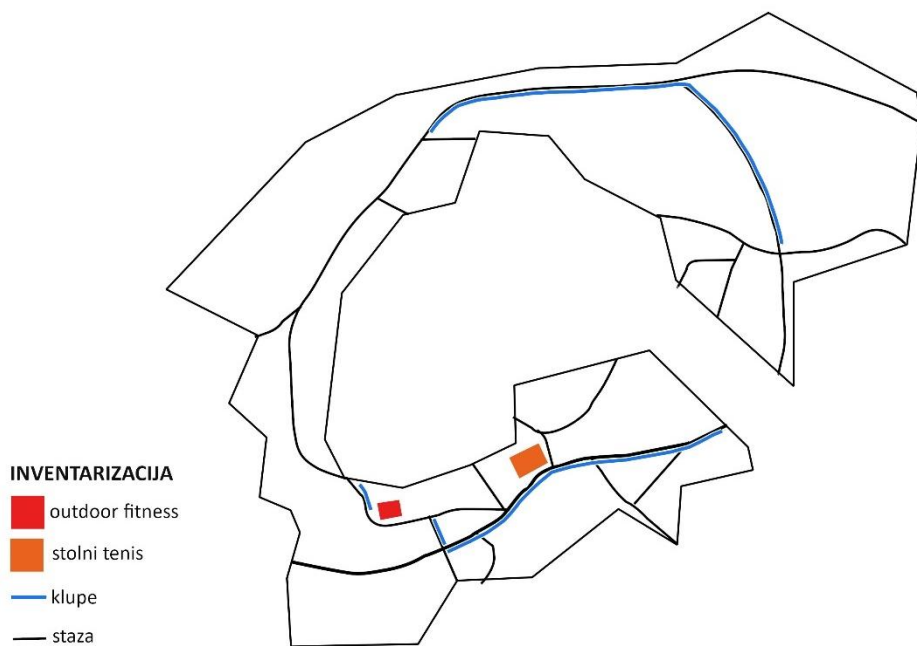 INVENTARIZACIJA
outdoor fitness
stolni tenis
klupe
staza